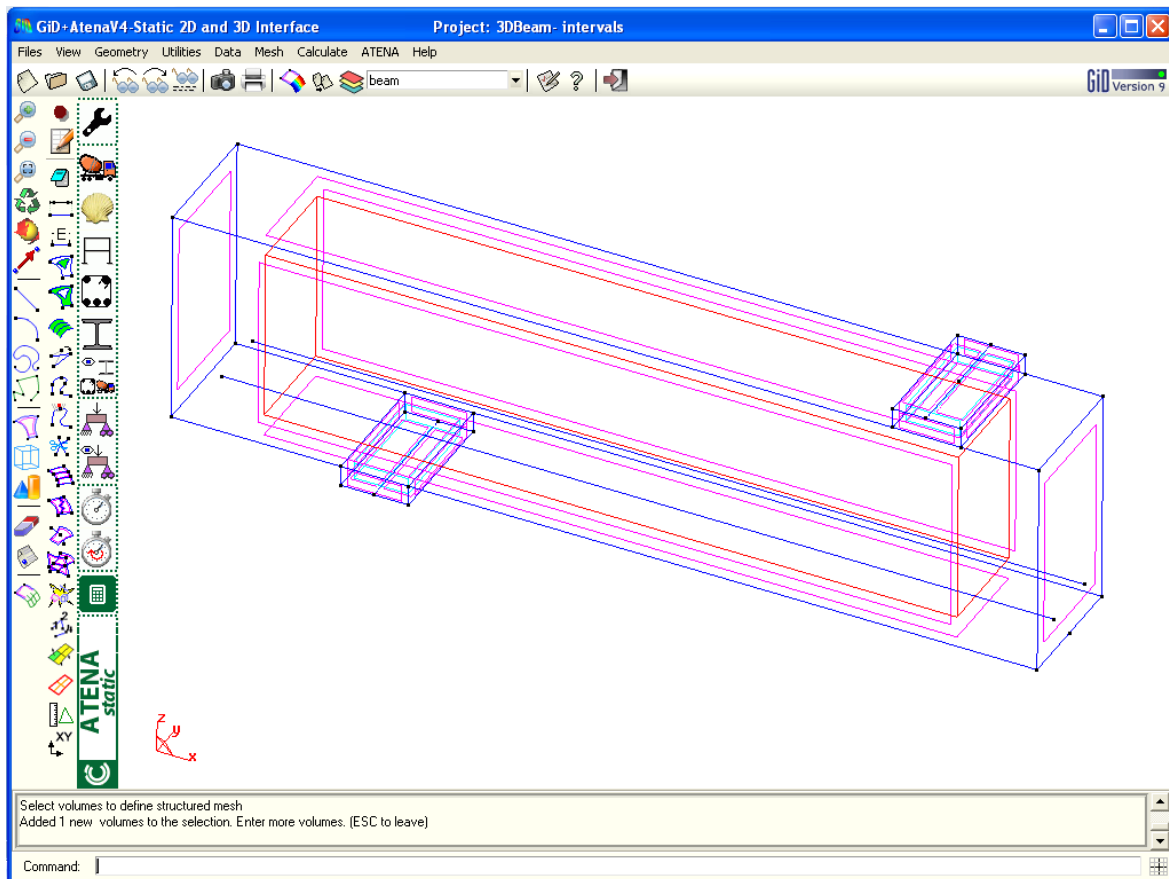 GiD+AtenaV4-Static 2D and 3D Interface Project: 3DBeam- intervals
Files View Geometry Utilities Data Mesh Calculate ATENA Help
beam
?
GiD Version 9
E
ATENA
static
2
XY
z
y
x
Select volumes to define structured mesh
Added 1 new volumes to the selection. Enter more volumes. (ESC to leave)
Command: